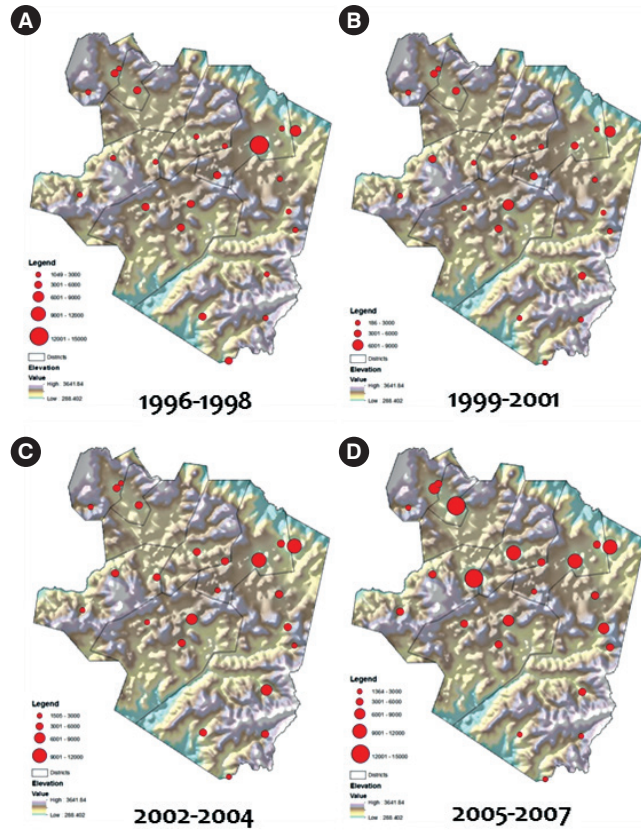 A
Legend
1049 - 3000
3001 - 6000
6001 - 9000
9001 - 12000
12001 - 15000
Districts
Elevation
Value
High : 3641.84
Low : 288.402
1996-1998
B
Legend
186 - 3000
3001 - 6000
6001 - 9000
Districts
Elevation
Value
High : 3641.84
Low : 288.402
1999-2001
C
Legend
1505 - 3000
3001 - 6000
6001 - 9000
9001 - 12000
Districts
Elevation
Value
High : 3641.84
Low : 288.402
2002-2004
D
Legend
1364 - 3000
3001 - 6000
6001 - 9000
9001 - 12000
12001 - 15000
Districts
Elevation
Value
High : 3641.84
Low : 288.402
2005-2007